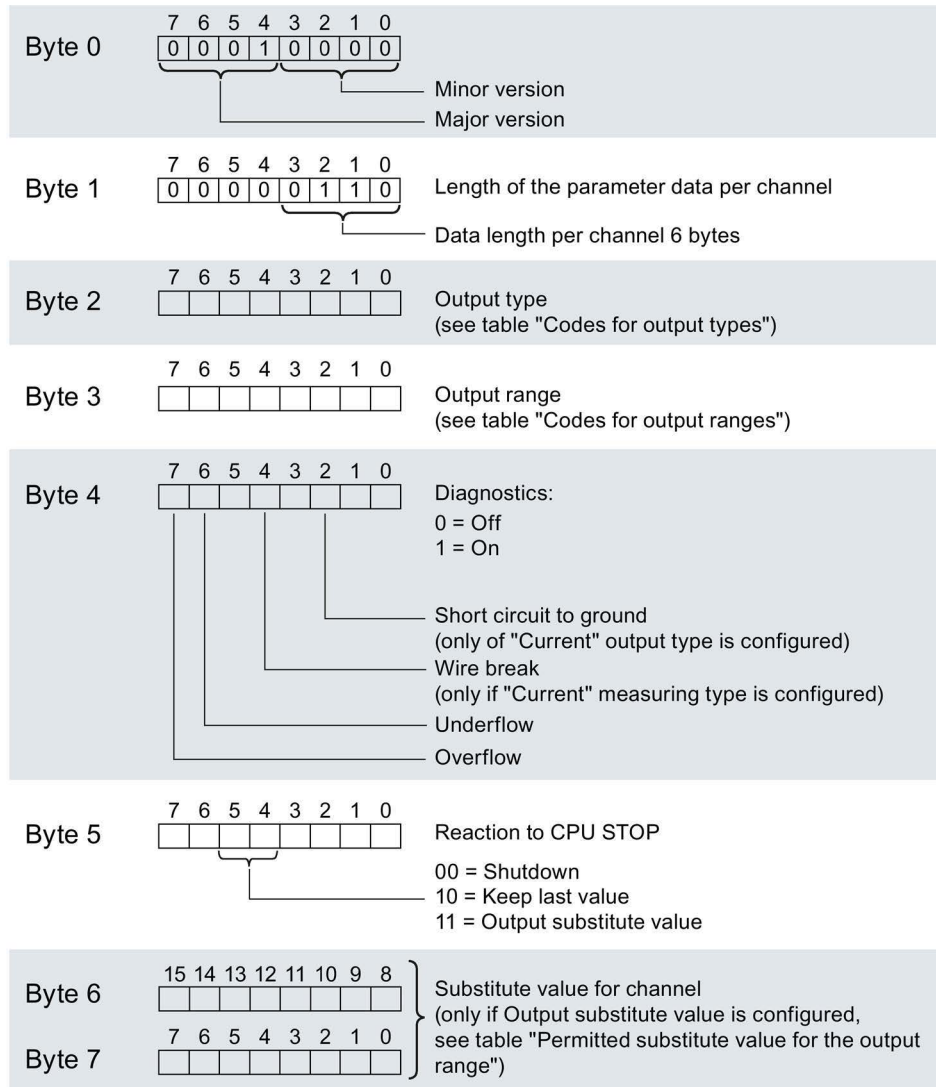 7 6 5 4 3 2 1 0
Byte 0
0 0 0 1 0 0 0 0
Minor version
Major version
7 6 5 4 3 2 1 0
Byte 1
0 0 0 0 0 1 1 0
Length of the parameter data per channel
Data length per channel 6 bytes
7 6 5 4 3 2 1 0
Byte 2
Output type
(see table "Codes for output types")
7 6 5 4 3 2 1 0
Byte 3
Output range
(see table "Codes for output ranges")
7 6 5 4 3 2 1 0
Byte 4
Diagnostics:
0 = Off
1 = On
Short circuit to ground
(only of "Current" output type is configured)
Wire break
(only if "Current" measuring type is configured)
Underflow
Overflow
7 6 5 4 3 2 1 0
Byte 5
Reaction to CPU STOP
00 = Shutdown
10 = Keep last value
11 = Output substitute value
15 14 13 12 11 10 9 8
Byte 6
Substitute value for channel
(only if Output substitute value is configured,
see table "Permitted substitute value for the output
range")
7 6 5 4 3 2 1 0
Byte 7